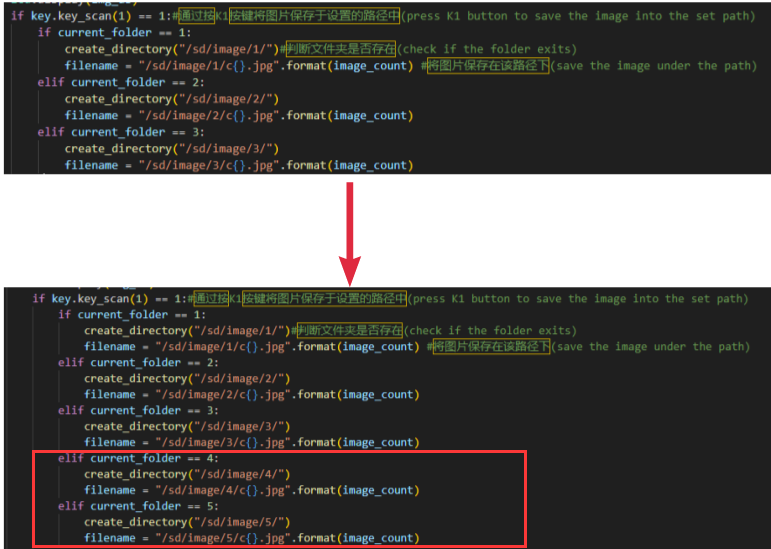 if key.key_scan(1) == 1:#通过按K1按键将图片保存于设置的路径中(press K1 button to save the image into the set path)
if current_folder == 1:
create_directory("/sd/image/1/")#判断文件夹是否存在(check if the folder exits)
filename = "/sd/image/1/c{}.jpg".format(image_count) #将图片保存在该路径下(save the image under the path)
elif current_folder == 2:
create_directory("/sd/image/2/")
filename = "/sd/image/2/c{}.jpg".format(image_count)
elif current_folder == 3:
create_directory("/sd/image/3/")
filename = "/sd/image/3/c{}.jpg".format(image_count)
if key.key_scan(1) == 1:#通过按K1按键将图片保存于设置的路径中(press K1 button to save the image into the set path)
if current_folder == 1:
create_directory("/sd/image/1/")#判断文件夹是否存在(check if the folder exits)
filename = "/sd/image/1/c{}.jpg".format(image_count) #将图片保存在该路径下(save the image under the path)
elif current_folder == 2:
create_directory("/sd/image/2/")
filename = "/sd/image/2/c{}.jpg".format(image_count)
elif current_folder == 3:
create_directory("/sd/image/3/")
filename = "/sd/image/3/c{}.jpg".format(image_count)
elif current_folder == 4:
create_directory("/sd/image/4/")
filename = "/sd/image/4/c{}.jpg".format(image_count)
elif current_folder == 5:
create_directory("/sd/image/5/")
filename = "/sd/image/5/c{}.jpg".format(image_count)